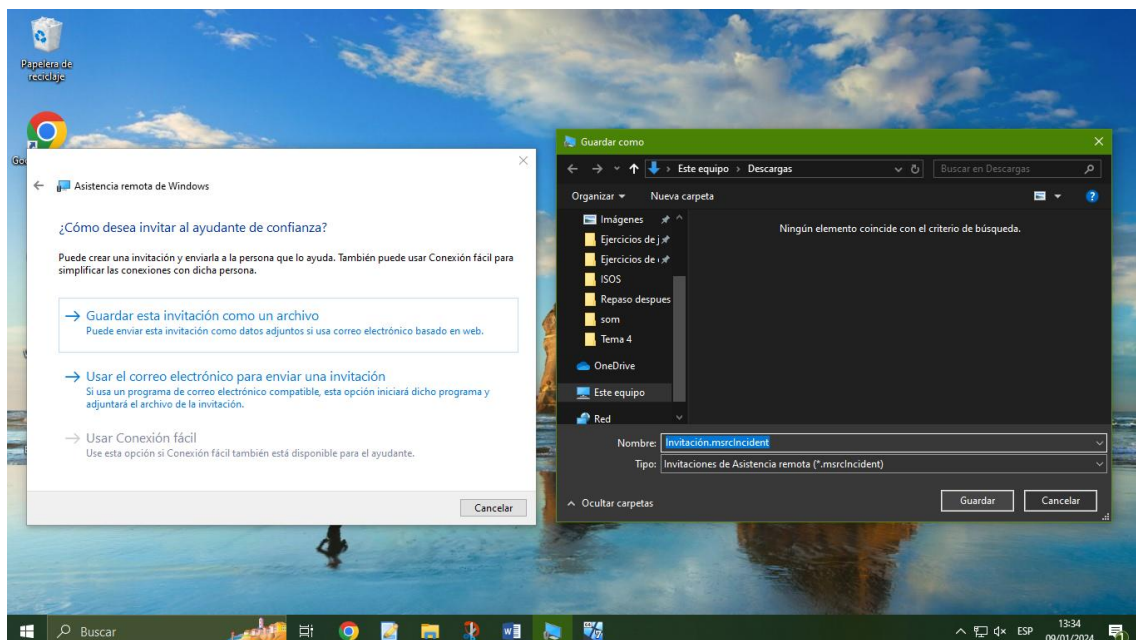 Papelera de
reciclaje
Asistencia remota de Windows
¿Cómo desea invitar al ayudante de confianza?
Puede crear una invitación y enviarla a la persona que lo ayuda. También puede usar Conexión fácil para
simplificar las conexiones con dicha persona.
Guardar esta invitación como un archivo
Puede enviar esta invitación como datos adjuntos si usa correo electrónico basado en web.
Usar el correo electrónico para enviar una invitación
Si usa un programa de correo electrónico compatible, esta opción iniciará dicho programa y
adjuntará el archivo de la invitación.
Usar Conexión fácil
Use esta opción si Conexión fácil también está disponible para el ayudante.
Cancelar
Guardar como
Este equipo > Descargas
Buscar en Descargas
Organizar
Nueva carpeta
Imágenes
Ejercicios de j
Ejercicios de
ISOS
Repaso despues
som
Tema 4
OneDrive
Este equipo
Red
Ningún elemento coincide con el criterio de búsqueda.
Nombre: Invitación.msrcIncident
Tipo: Invitaciones de Asistencia remota (*.msrcIncident)
Ocultar carpetas
Guardar
Cancelar
Buscar
ESP
13:34
09/01/2024